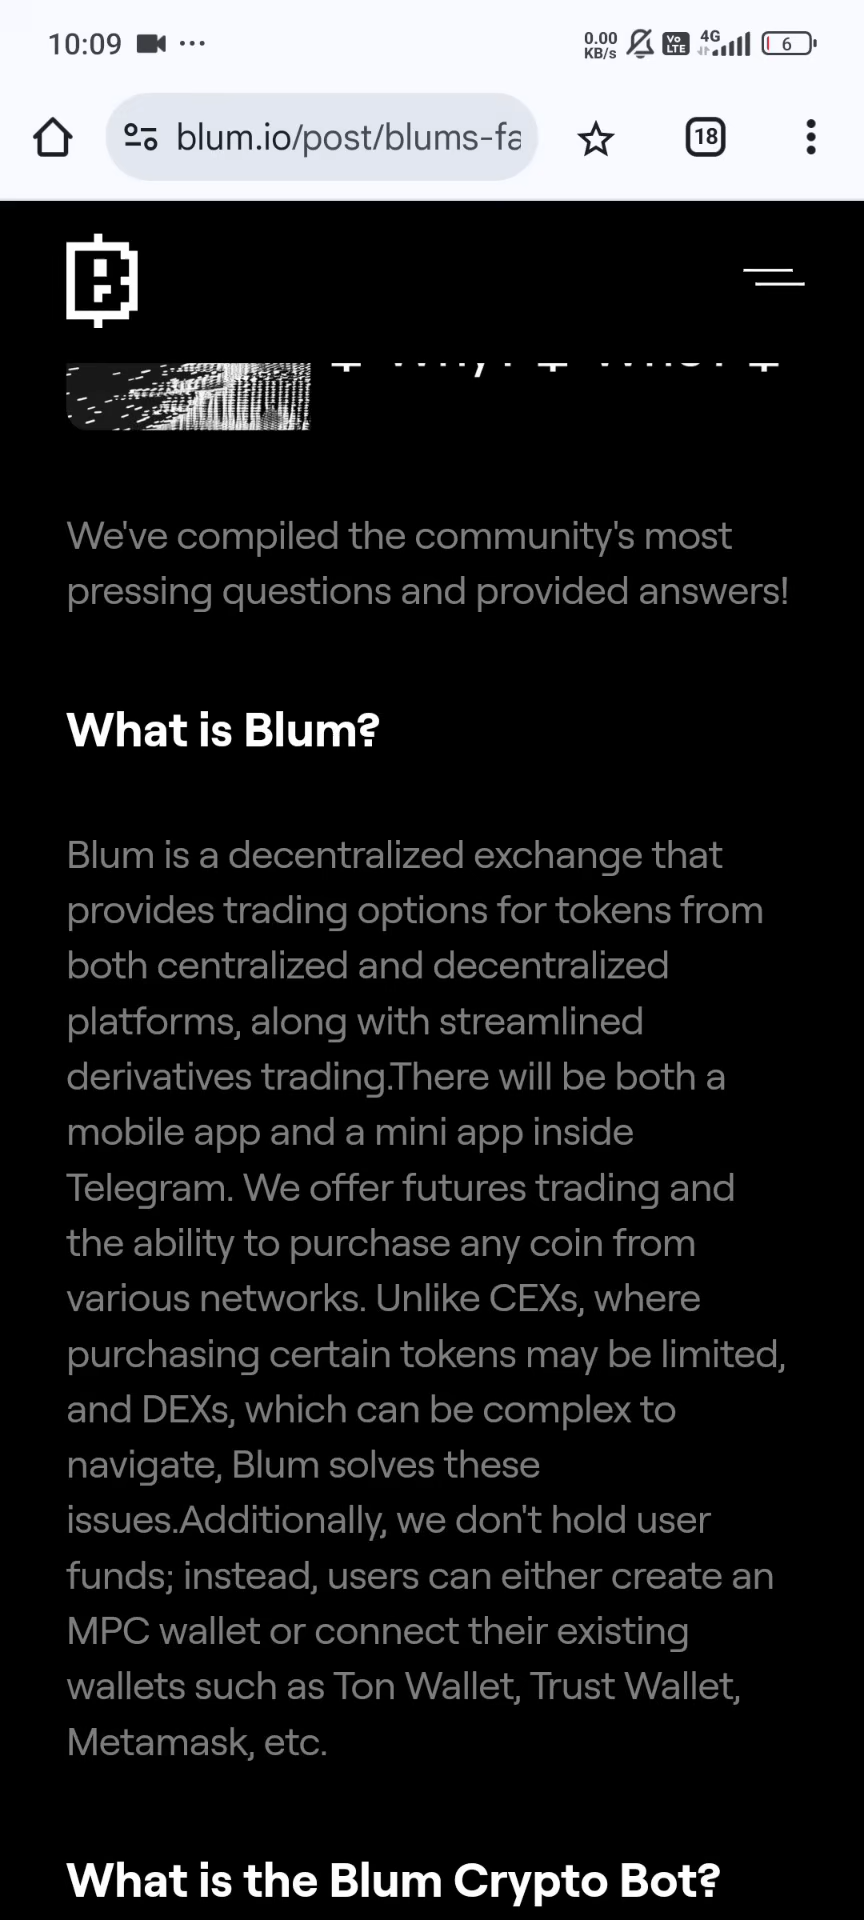 10:09
0.00
KB/s
Vo
LTE
4G
6
blum.io/post/blums-fa
18
We've compiled the community's most
pressing questions and provided answers!
What is Blum?
Blum is a decentralized exchange that
provides trading options for tokens from
both centralized and decentralized
platforms, along with streamlined
derivatives trading.There will be both a
mobile app and a mini app inside
Telegram. We offer futures trading and
the ability to purchase any coin from
various networks. Unlike CEXs, where
purchasing certain tokens may be limited,
and DEXs, which can be complex to
navigate, Blum solves these
issues.Additionally, we don't hold user
funds; instead, users can either create an
MPC wallet or connect their existing
wallets such as Ton Wallet, Trust Wallet,
Metamask, etc.
What is the Blum Crypto Bot?